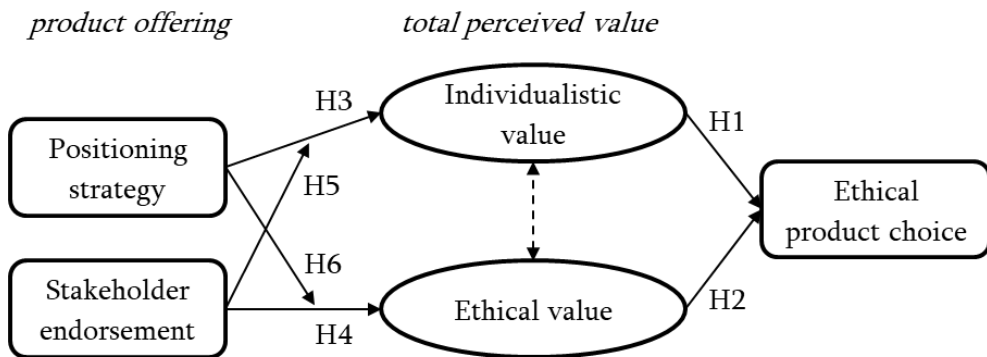 product offering
total perceived value
H3
Individualistic
value
H1
Positioning
strategy
H5
Ethical
product choice
H6
Stakeholder
endorsement
H4
Ethical value
H2